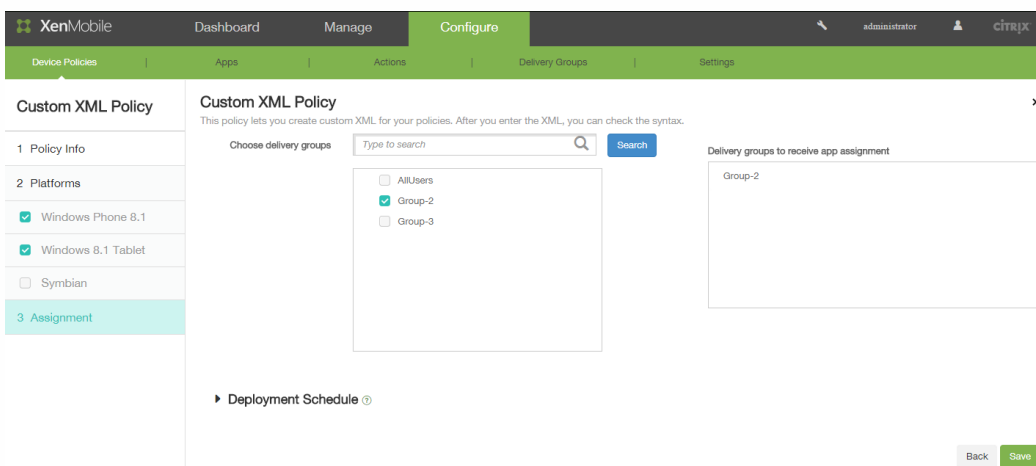 XenMobile
Dashboard Manage Configure administrator CITRIX
Device Policies | Apps | Actions | Delivery Groups | Settings
Custom XML Policy
1 Policy Info
2 Platforms
Windows Phone 8.1
Windows 8.1 Tablet
Symbian
3 Assignment
Custom XML Policy
This policy lets you create custom XML for your policies. After you enter the XML, you can check the syntax.
Choose delivery groups Type to search Search
AllUsers
Group-2
Group-3
Delivery groups to receive app assignment
Group-2
Deployment Schedule ?
Back Save